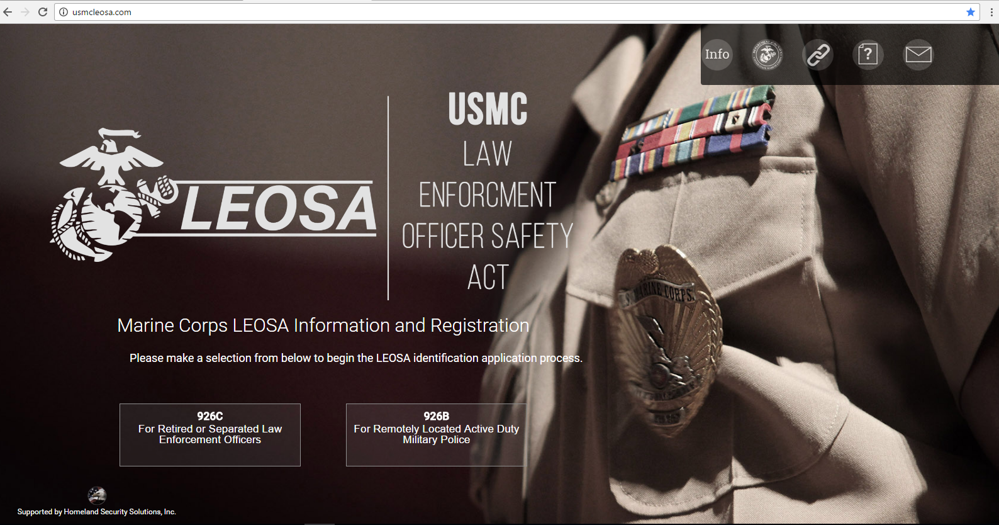 usmcleosa.com
Info
?
USMC
LAW
ENFORCMENT
OFFICER SAFETY
ACT
LEOSA
MARINE CORPS
Marine Corps LEOSA Information and Registration
Please make a selection from below to begin the LEOSA identification application process.
926C
For Retired or Separated Law
Enforcement Officers
926B
For Remotely Located Active Duty
Military Police
Supported by Homeland Security Solutions, Inc.